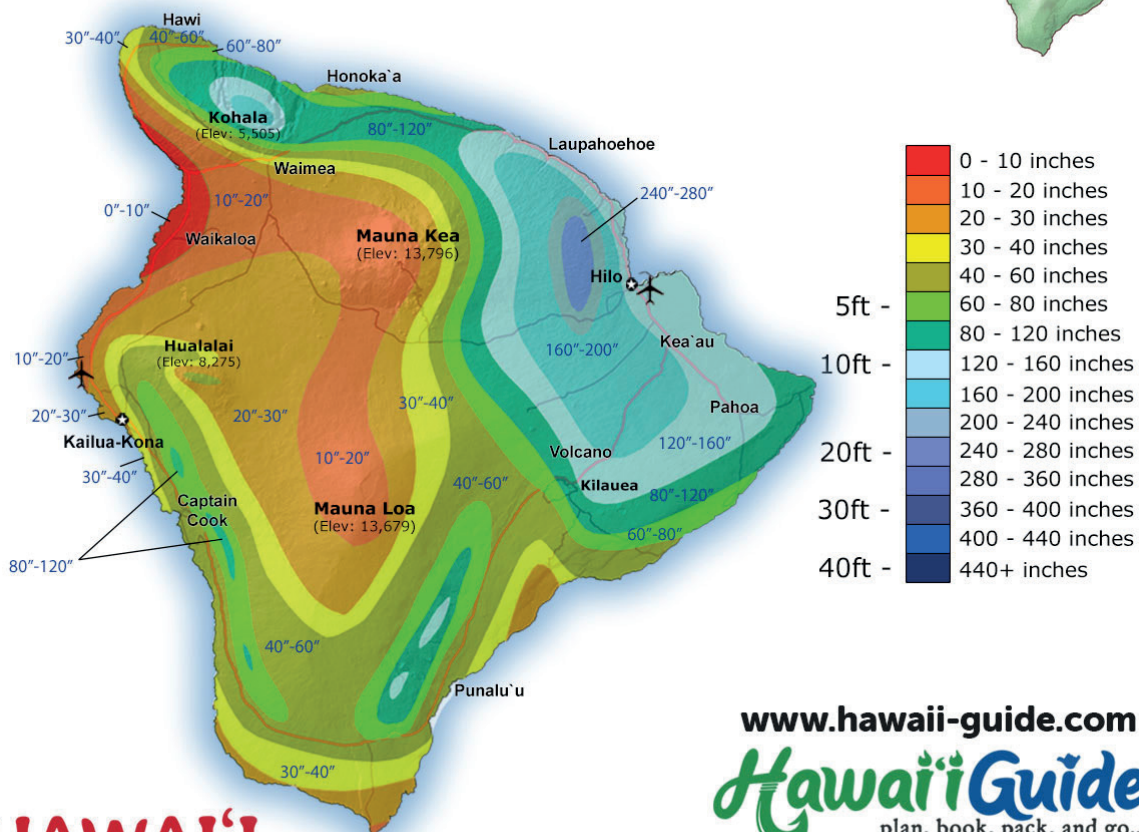 Hawi
30"-40"
40"-60"
60"-80"
Honoka`a
Kohala
(Elev: 5,505)
80"-120"
Laupahoehoe
Waimea
240"-280"
0"-10"
10"-20"
Waikaloa
Mauna Kea
(Elev: 13,796)
Hilo
Kea`au
160"-200"
10"-20"
Hualalai
(Elev: 8,275)
20"-30"
20"-30"
30"-40"
Pahoa
Kailua-Kona
30"-40"
10"-20"
Volcano
120"-160"
Captain
Cook
Mauna Loa
(Elev: 13,679)
40"-60"
Kilauea
80"-120"
60"-80"
80"-120"
40"-60"
Punalu`u
30"-40"
0 - 10 inches
10 - 20 inches
20 - 30 inches
30 - 40 inches
40 - 60 inches
5ft - 60 - 80 inches
80 - 120 inches
10ft - 120 - 160 inches
160 - 200 inches
200 - 240 inches
20ft - 240 - 280 inches
280 - 360 inches
30ft - 360 - 400 inches
400 - 440 inches
40ft - 440+ inches
www.hawaii-guide.com
Hawai'i Guide
plan, book, pack, and go..
HAWAI'I